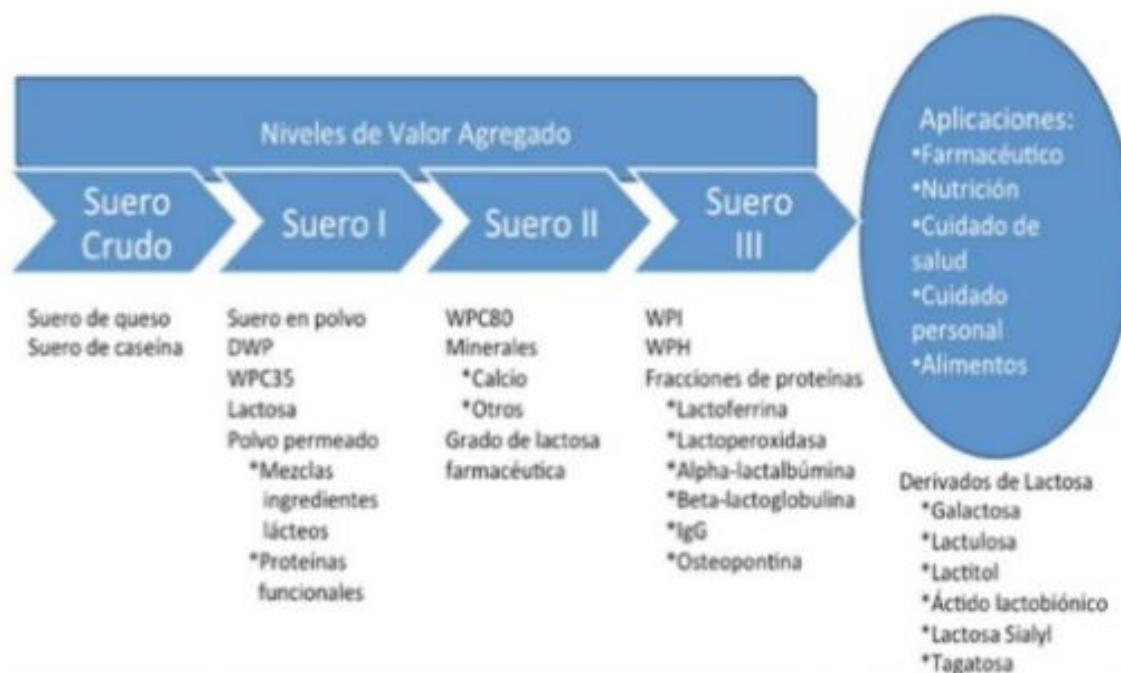 Niveles de Valor Agregado
Suero
Crudo
Suero I
Suero II
Suero
III
Suero de queso
Suero de caseína
Suero en polvo
DWP
WPC35
Lactosa
Polvo permeado
*Mezclas
ingredientes
lácteos
*Proteínas
funcionales
WPC80
Minerales
*Calcio
*Otros
Grado de lactosa
farmacéutica
WPI
WPH
Fracciones de proteínas
*Lactoferrina
*Lactoperoxidasa
*Alpha-lactalbúmina
*Beta-lactoglobulina
*IgG
*Osteopontina
Aplicaciones:
•Farmacéutico
•Nutrición
•Cuidado de
salud
•Cuidado
personal
•Alimentos
Derivados de Lactosa
*Galactosa
*Lactulosa
*Lactitol
*Áctido lactobiónico
*Lactosa Sialyl
*Tagatosa